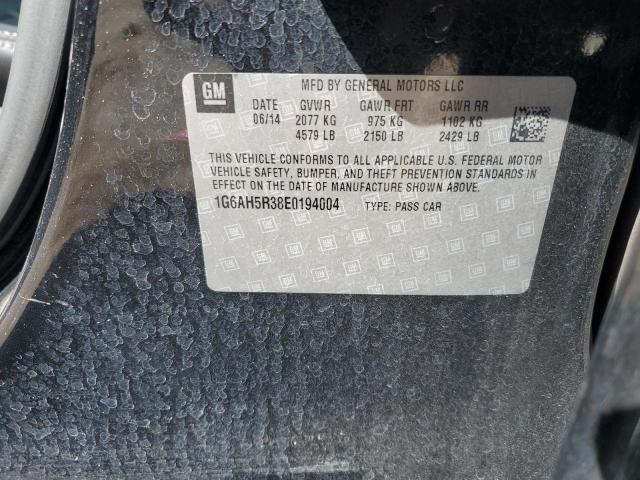 GM
MFD BY GENERAL MOTORS LLC
DATE GVWR GAWR FRT GAWR RR
06/14 2077 KG 975 KG 1102 KG
4579 LB 2150 LB 2429 LB
THIS VEHICLE CONFORMS TO ALL APPLICABLE U.S. FEDERAL MOTOR
VEHICLE SAFETY, BUMPER, AND THEFT PREVENTION STANDARDS IN
EFFECT ON THE DATE OF MANUFACTURE SHOWN ABOVE.
1G6AH5R38E0194004 TYPE: PASS CAR